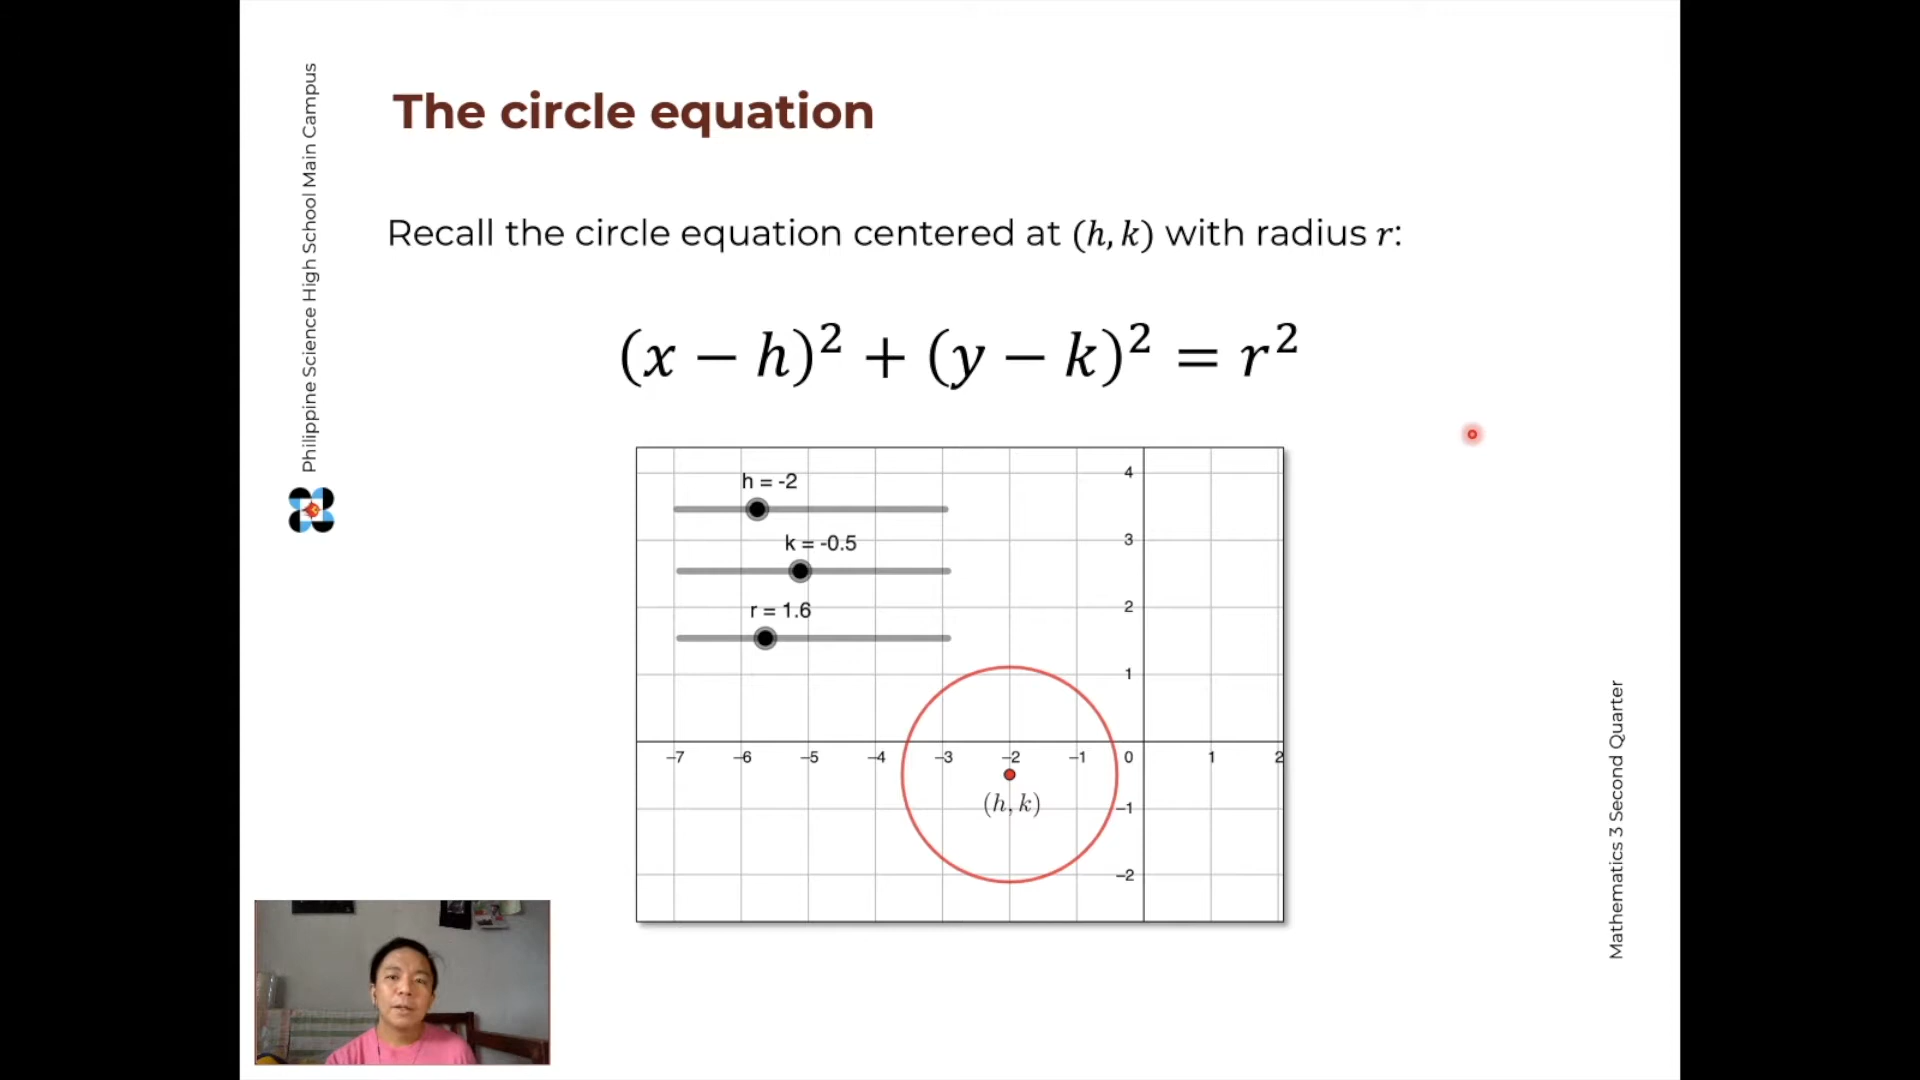 Philippine Science High School Main Campus
The circle equation
Recall the circle equation centered at (h, k) with radius r:
(x − h)² + (y − k)² = r²
h = -2
k = -0.5
r = 1.6
4
3
2
1
–7 –6 –5 –4 –3 –2 –1 0 1 2
(h, k)
–1
–2
Mathematics 3 Second Quarter